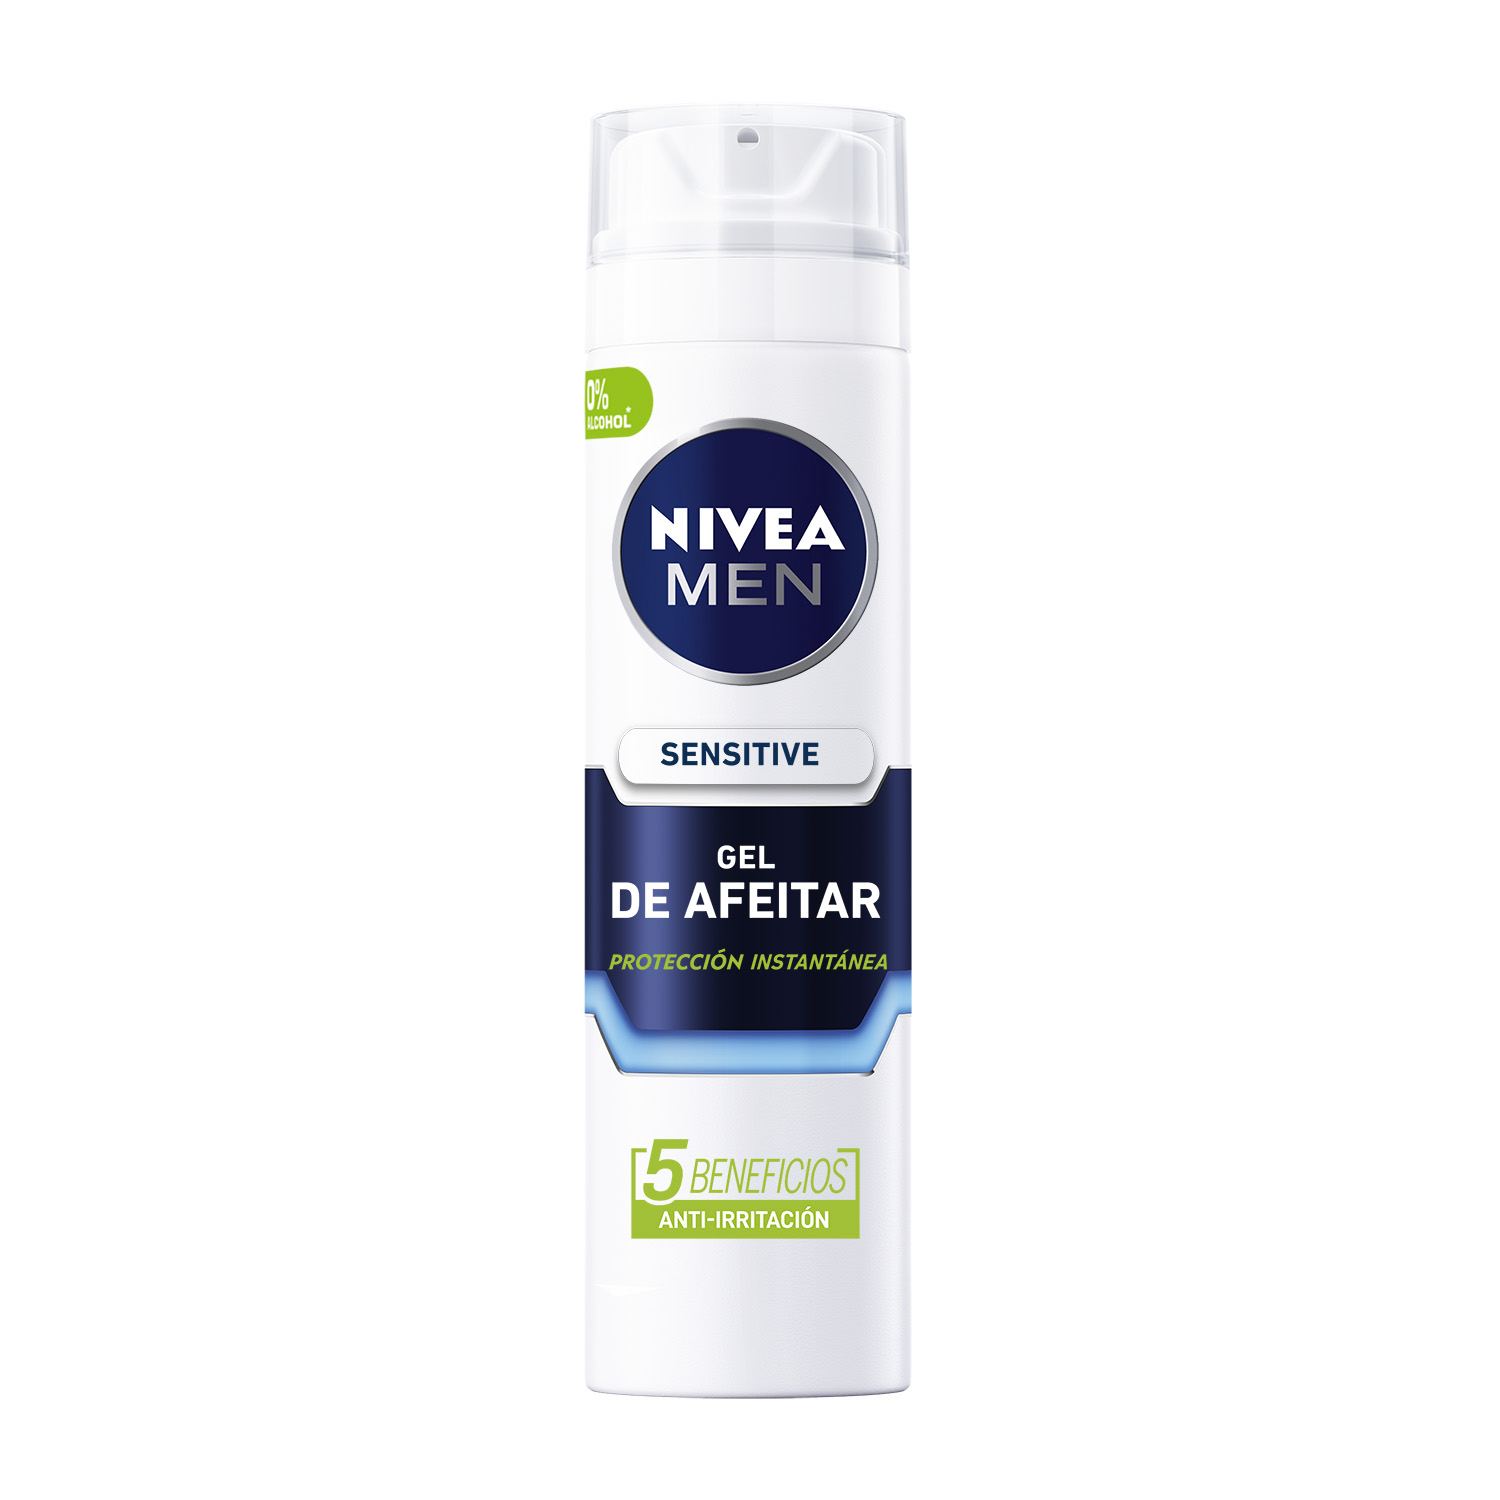 0%
ALCOHOL*
NIVEA
MEN
SENSITIVE
GEL
DE AFEITAR
PROTECCIÓN INSTANTÁNEA
5 BENEFICIOS
ANTI-IRRITACIÓN